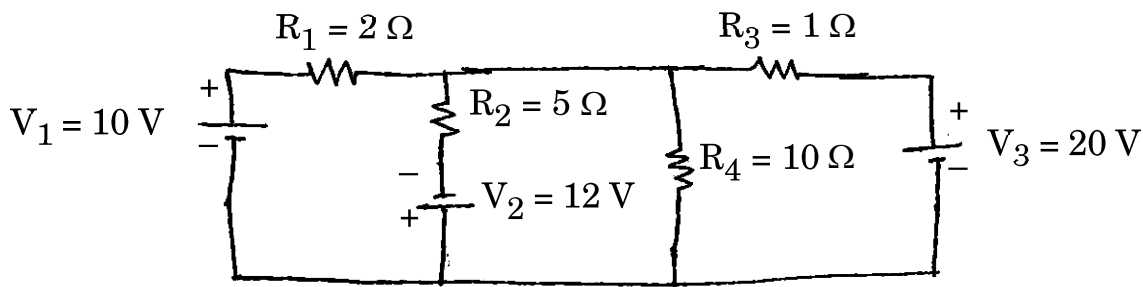 R₁ = 2 Ω
R₃ = 1 Ω
+
V₁ = 10 V
−
R₂ = 5 Ω
−
V₂ = 12 V
+
R₄ = 10 Ω
+
V₃ = 20 V
−